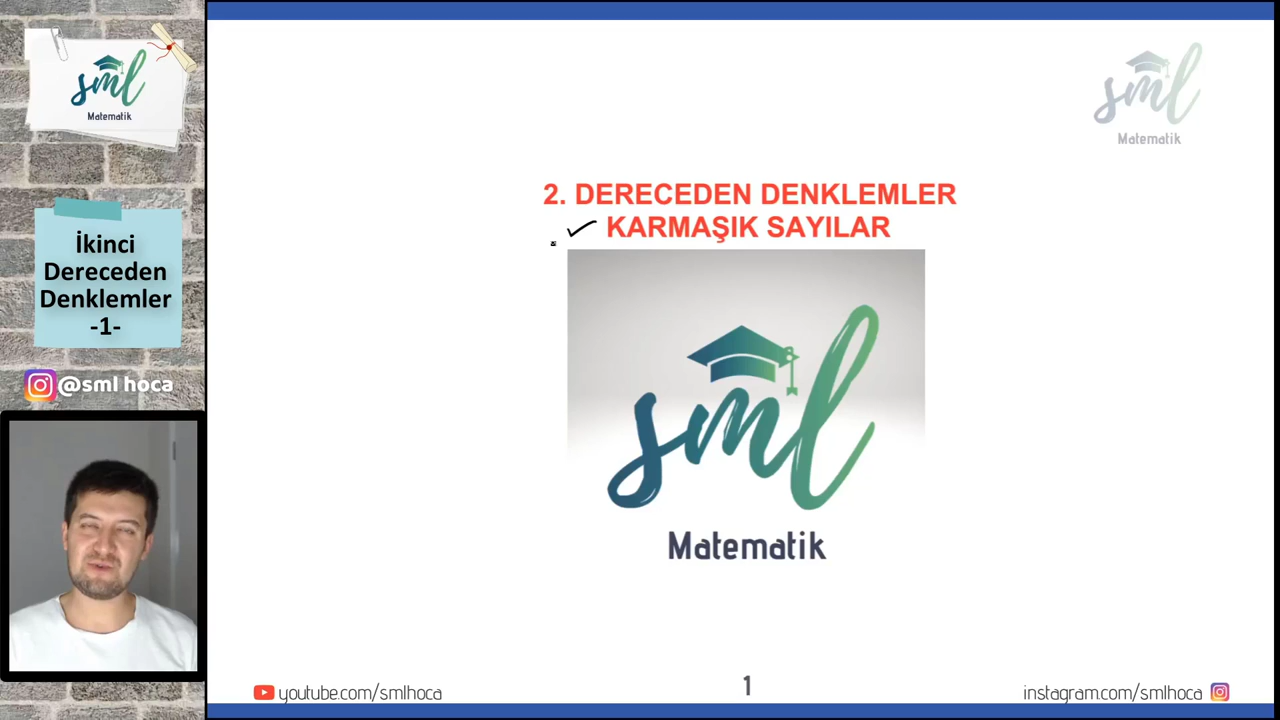 sml
Matematik
İkinci
Dereceden
Denklemler
-1-
@sml hoca
sml
Matematik
2. DERECEDEN DENKLEMLER
KARMAŞIK SAYILAR
sml
Matematik
youtube.com/smlhoca
1
instagram.com/smlhoca